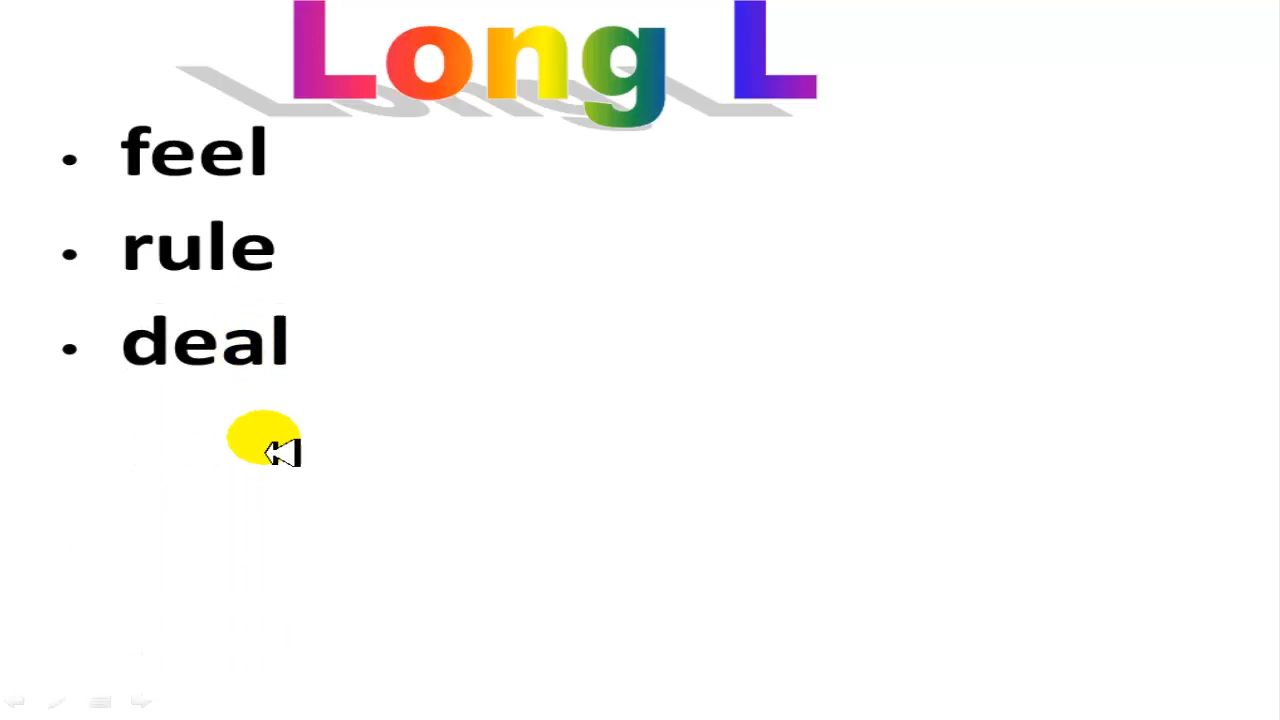 Long L
• feel
• rule
• deal